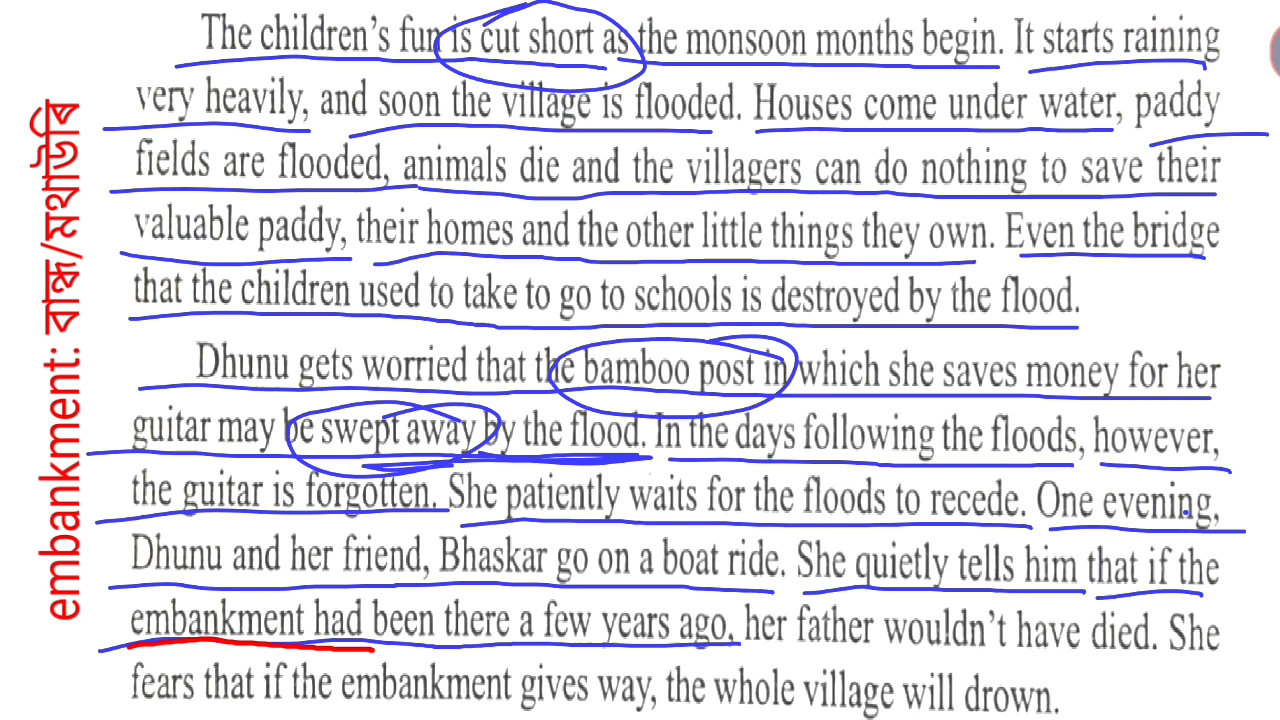 The children's fun is cut short as the monsoon months begin. It starts raining
very heavily, and soon the village is flooded. Houses come under water, paddy
fields are flooded, animals die and the villagers can do nothing to save their
valuable paddy, their homes and the other little things they own. Even the bridge
that the children used to take to go to schools is destroyed by the flood.
Dhunu gets worried that the bamboo post in which she saves money for her
guitar may be swept away by the flood. In the days following the floods, however,
the guitar is forgotten. She patiently waits for the floods to recede. One evening,
Dhunu and her friend, Bhaskar go on a boat ride. She quietly tells him that if the
embankment had been there a few years ago, her father wouldn't have died. She
fears that if the embankment gives way, the whole village will drown.
embankment: বান্ধ/মথাউৰি